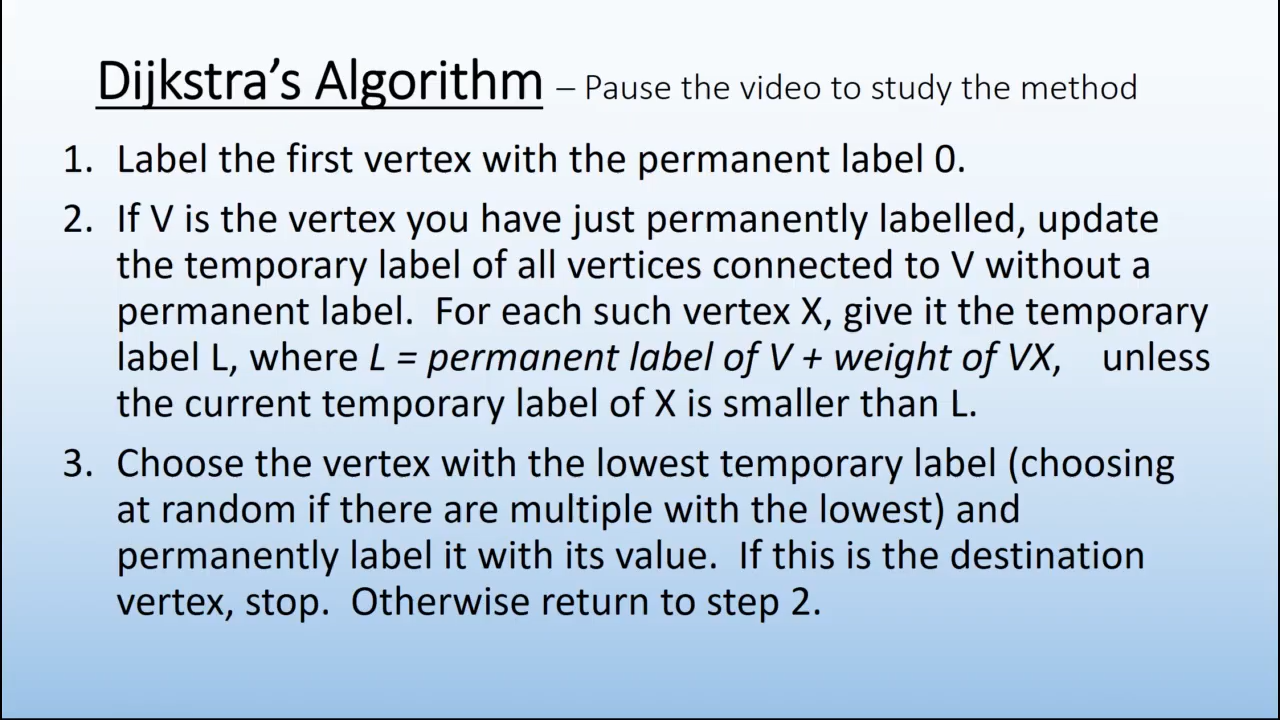 Dijkstra's Algorithm – Pause the video to study the method
1. Label the first vertex with the permanent label 0.
2. If V is the vertex you have just permanently labelled, update
the temporary label of all vertices connected to V without a
permanent label. For each such vertex X, give it the temporary
label L, where L = permanent label of V + weight of VX, unless
the current temporary label of X is smaller than L.
3. Choose the vertex with the lowest temporary label (choosing
at random if there are multiple with the lowest) and
permanently label it with its value. If this is the destination
vertex, stop. Otherwise return to step 2.